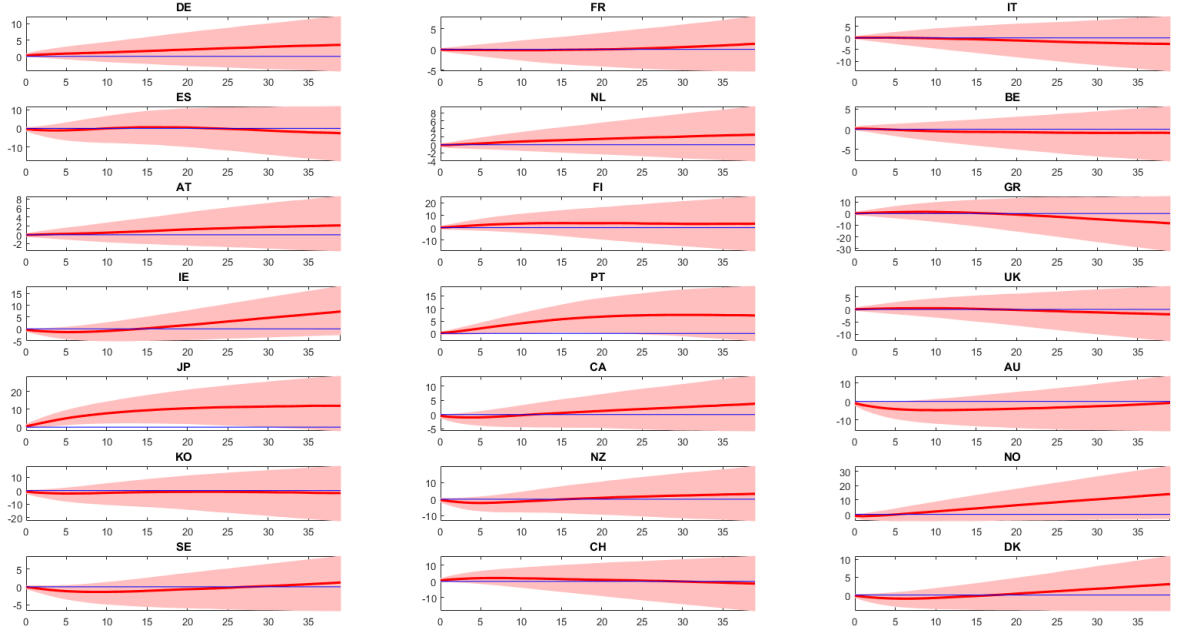 DE FR IT
10 5 0
5 0 -5
5 0 -5 -10
0 5 10 15 20 25 30 35
0 5 10 15 20 25 30 35
0 5 10 15 20 25 30 35
ES NL BE
10 0 -10
8 6 4 2 0 -2 -4
5 0 -5
0 5 10 15 20 25 30 35
0 5 10 15 20 25 30 35
0 5 10 15 20 25 30 35
AT FI GR
8 6 4 2 0 -2
20 10 0 -10
10 0 -10 -20 -30
0 5 10 15 20 25 30 35
0 5 10 15 20 25 30 35
0 5 10 15 20 25 30 35
IE PT UK
15 10 5 0 -5
15 10 5 0
5 0 -5 -10
0 5 10 15 20 25 30 35
0 5 10 15 20 25 30 35
0 5 10 15 20 25 30 35
JP CA AU
20 10 0
10 5 0 -5
10 5 0 -5 -10 -15
0 5 10 15 20 25 30 35
0 5 10 15 20 25 30 35
0 5 10 15 20 25 30 35
KO NZ NO
10 0 -10 -20
10 0 -10
30 20 10 0
0 5 10 15 20 25 30 35
0 5 10 15 20 25 30 35
0 5 10 15 20 25 30 35
SE CH DK
5 0 -5
10 0 -10
10 5 0
0 5 10 15 20 25 30 35
0 5 10 15 20 25 30 35
0 5 10 15 20 25 30 35